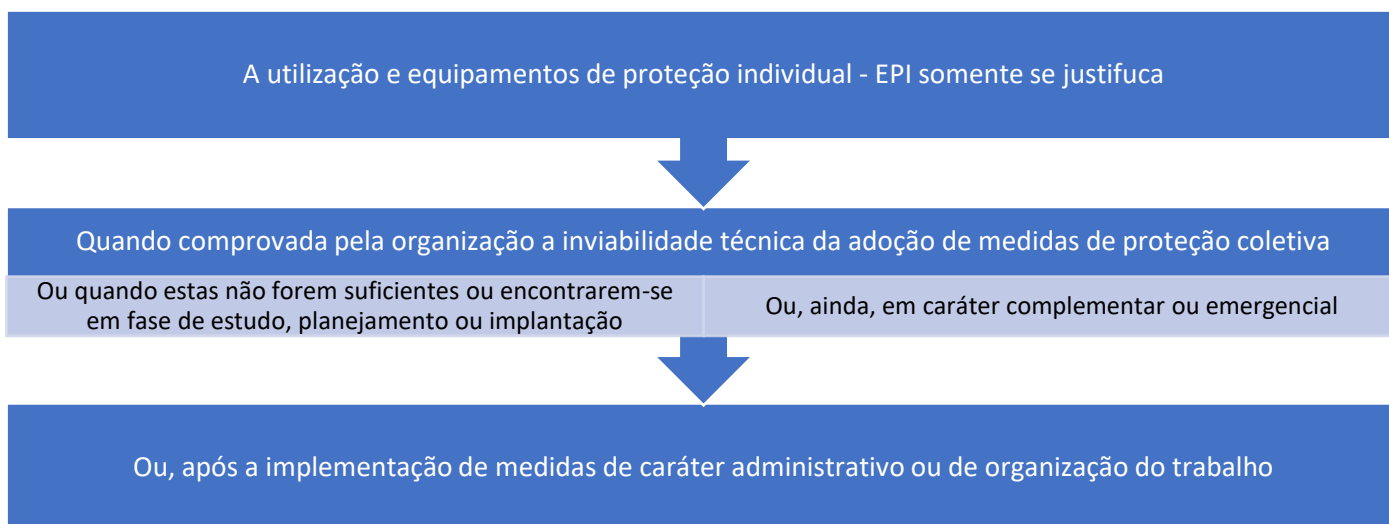 A utilização e equipamentos de proteção individual - EPI somente se justifuca
Quando comprovada pela organização a inviabilidade técnica da adoção de medidas de proteção coletiva
Ou quando estas não forem suficientes ou encontrarem-se
em fase de estudo, planejamento ou implantação
Ou, ainda, em caráter complementar ou emergencial
Ou, após a implementação de medidas de caráter administrativo ou de organização do trabalho